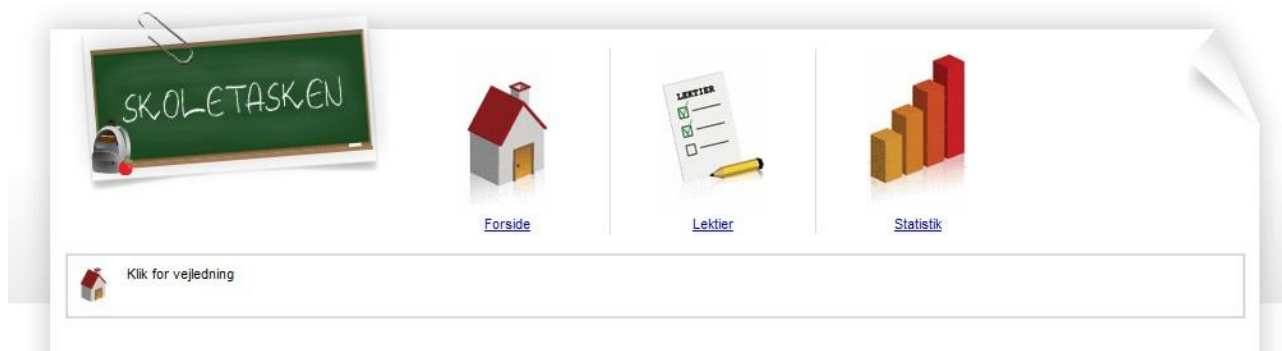 SKOLETASKEN
LEKTIER
Forside
Lektier
Statistik
Klik for vejledning